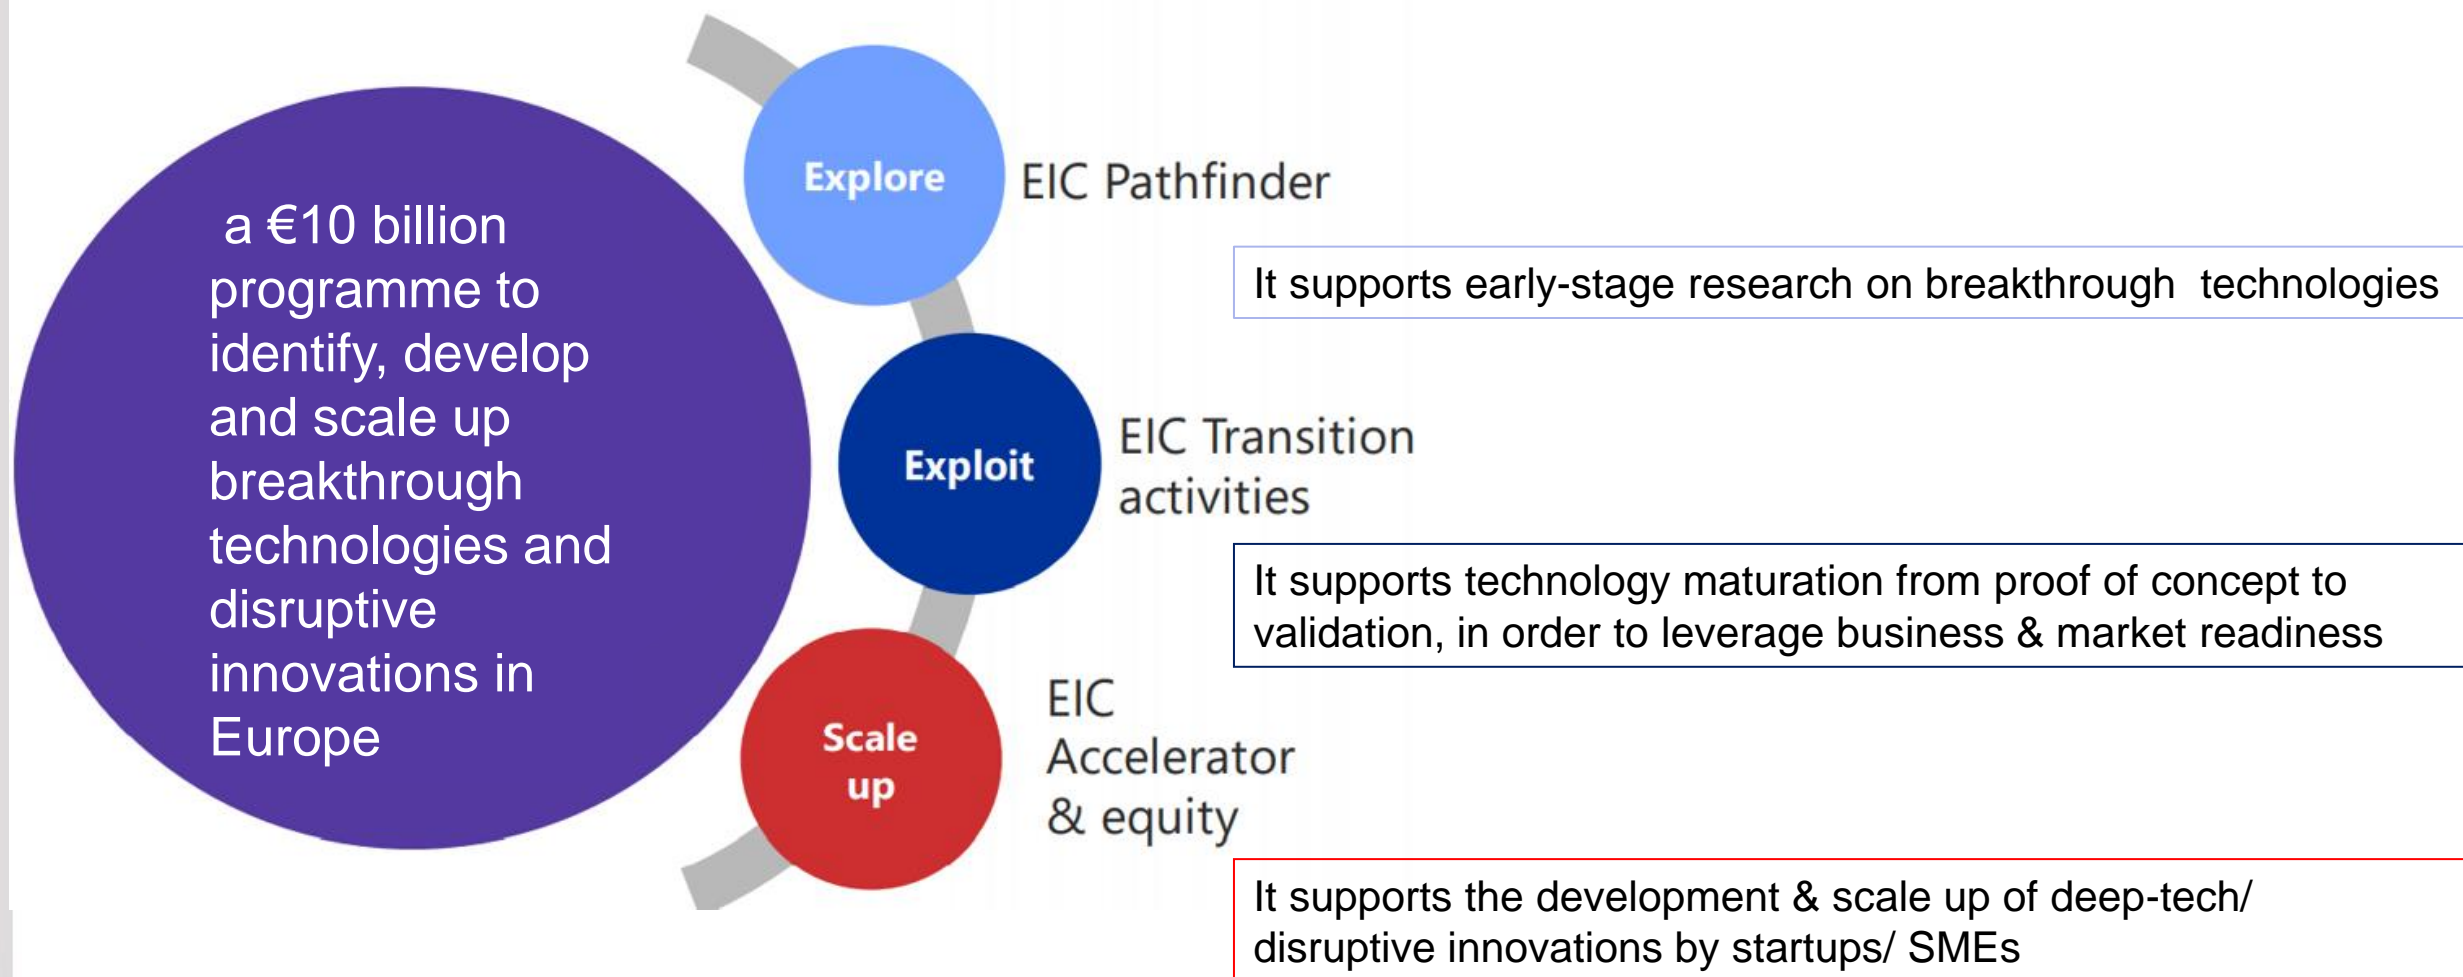 a €10 billion
programme to
identify, develop
and scale up
breakthrough
technologies and
disruptive
innovations in
Europe
Explore
EIC Pathfinder
It supports early-stage research on breakthrough technologies
Exploit
EIC Transition
activities
It supports technology maturation from proof of concept to
validation, in order to leverage business & market readiness
Scale
up
EIC
Accelerator
& equity
It supports the development & scale up of deep-tech/
disruptive innovations by startups/ SMEs